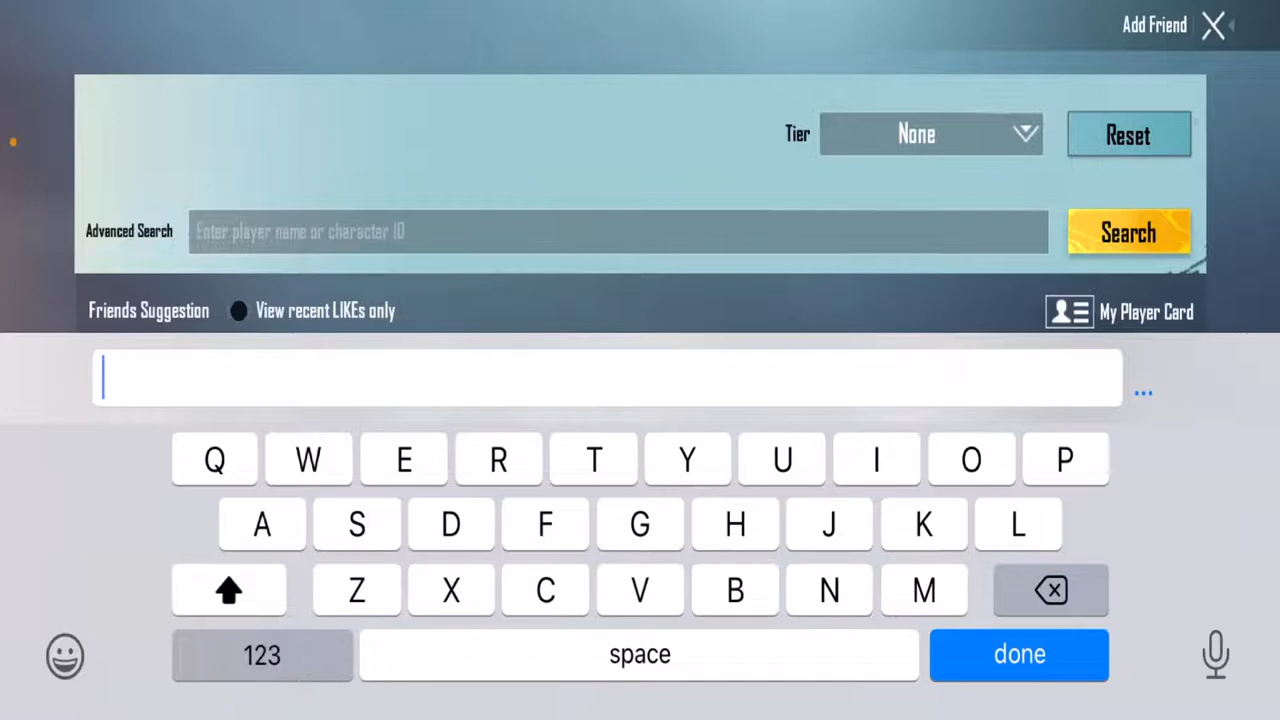 Add Friend
Tier None Reset
Advanced Search Enter player name or character ID Search
Friends Suggestion View recent LIKEs only My Player Card
...
Q W E R T Y U I O P
A S D F G H J K L
Z X C V B N M
123 space done